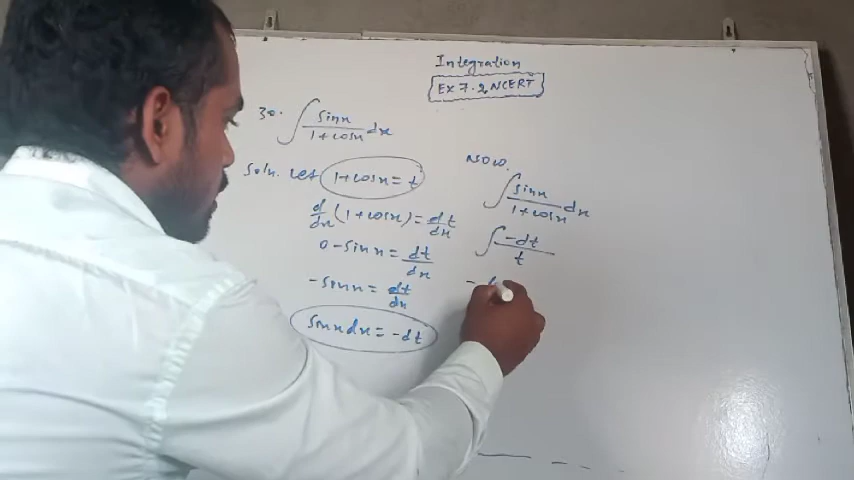 Integration
Ex 7.2 NCERT
30. ∫ sinx / 1+cosx dx
Soln. Let 1+cosx = t
d/dx (1+cosx) = dt/dx
0 - sinx = dt/dx
-sinx = dt/dx
sinx dx = -dt
Now,
∫ sinx / 1+cosx dx
∫ -dt / t
-